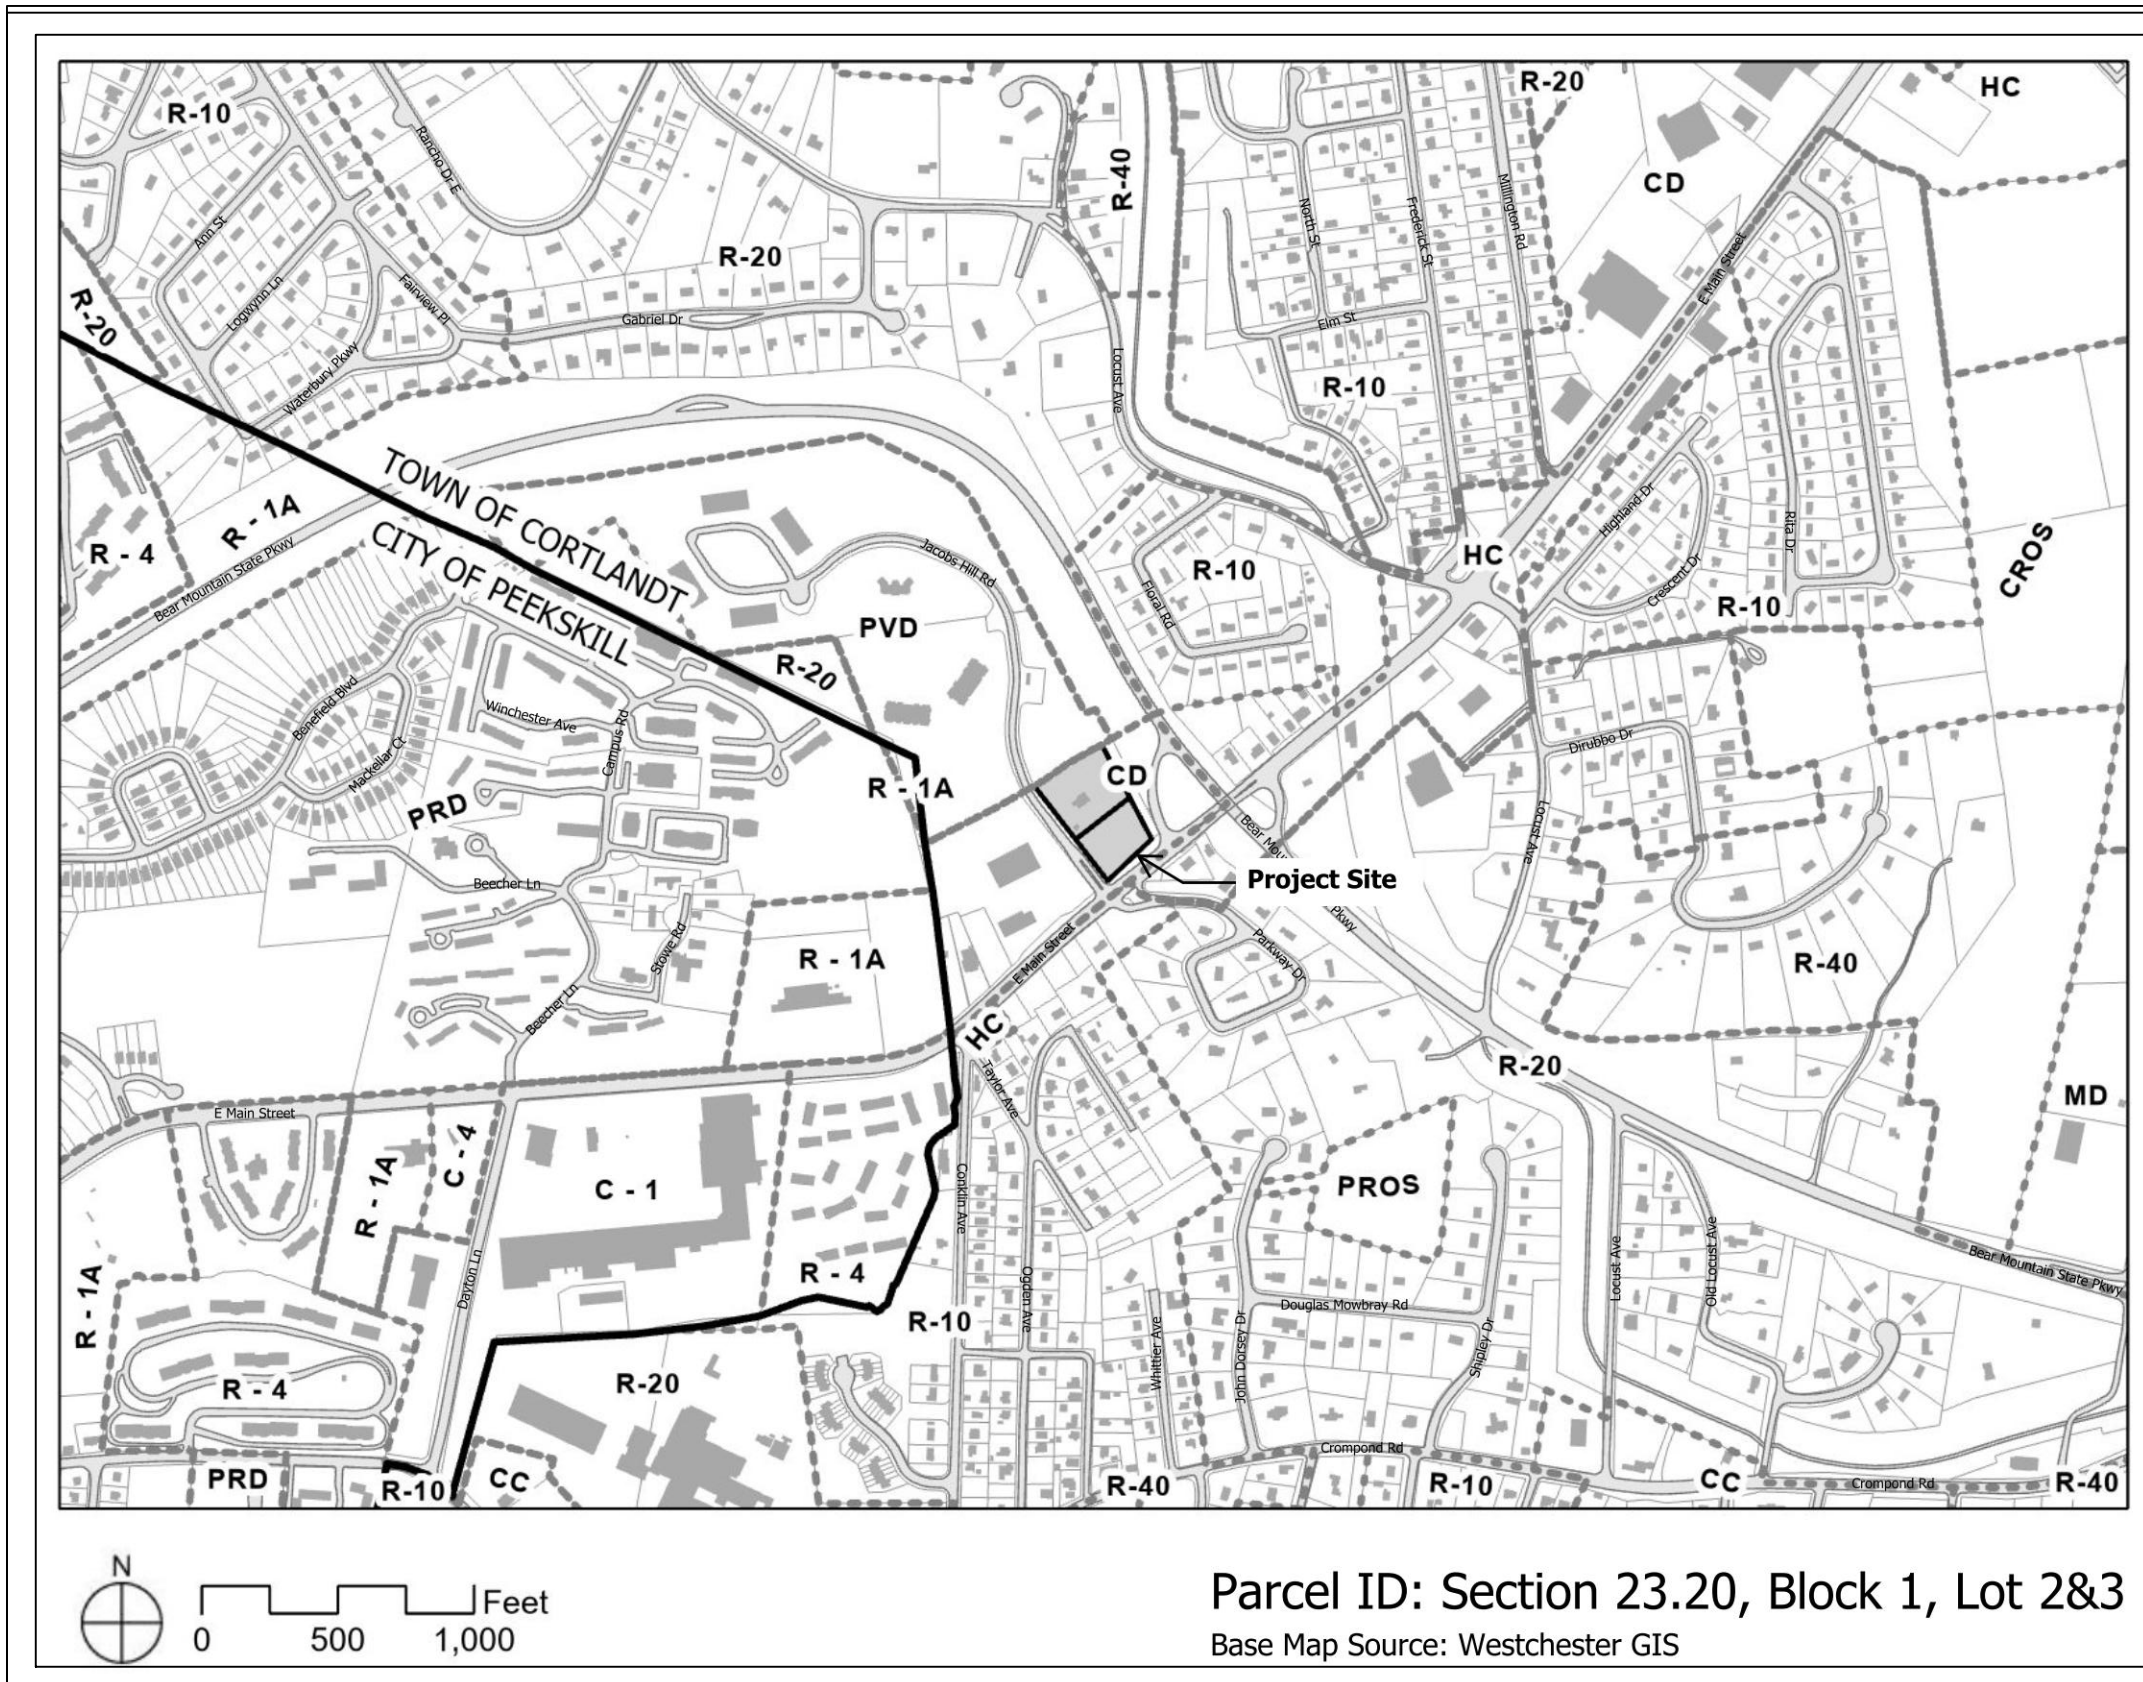 R-10
Rancho Dr E
R-40
R-20
HC
CD
Ann St
Logwynn Ln
Fairview Pl
R-20
North St
Frederick St
Millington Rd
E Main Street
R-20
Gabriel Dr
Elm St
Waterbury Pkwy
Locust Ave
R-10
TOWN OF CORTLANDT
CITY OF PEEKSKILL
R - 1A
R - 4
Bear Mountain State Pkwy
Jacobs Hill Rd
R-10
Floral Rd
HC
Highland Dr
Crescent Dr
Rita Dr
R-10
CROS
PVD
R-20
Benefield Blvd
Mackellar Ct
Winchester Ave
Campus Rd
PRD
R - 1A
CD
Dirubbo Dr
Locust Ave
Bear Mou
Pkwy
Project Site
Beecher Ln
Stowe Rd
Beecher Ln
R - 1A
E Main Street
Parkway Dr
R-40
HC
Taylor Ave
R-20
MD
E Main Street
R - 1A
C - 4
C - 1
Conklin Ave
PROS
R - 1A
Dayton Ln
R - 4
R-10
Ogden Ave
Whittier Ave
John Dorsey Dr
Douglas Mowbray Rd
Shipley Dr
Locust Ave
Old Locust Ave
Bear Mountain State Pkwy
R - 4
R-20
PRD
R-10
CC
R-40
Crompond Rd
R-10
CC
Crompond Rd
R-40
N
Feet
0 500 1,000
Parcel ID: Section 23.20, Block 1, Lot 2&3
Base Map Source: Westchester GIS